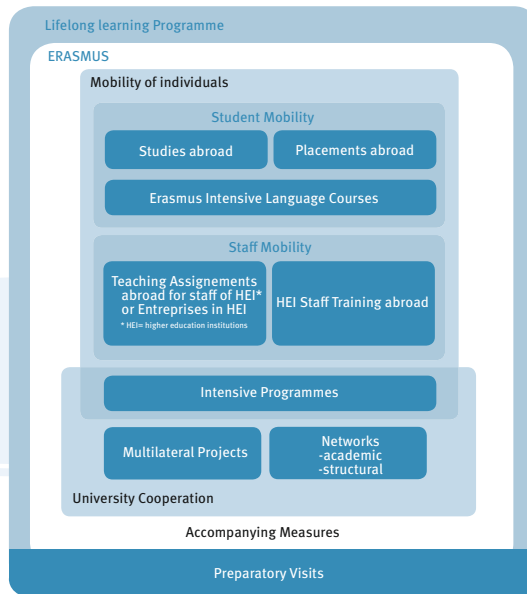 Lifelong learning Programme
ERASMUS
Mobility of individuals
Student Mobility
Studies abroad
Placements abroad
Erasmus Intensive Language Courses
Staff Mobility
Teaching Assignements
abroad for staff of HEI*
or Entreprises in HEI
* HEI= higher education institutions
HEI Staff Training abroad
Intensive Programmes
Multilateral Projects
Networks
-academic
-structural
University Cooperation
Accompanying Measures
Preparatory Visits